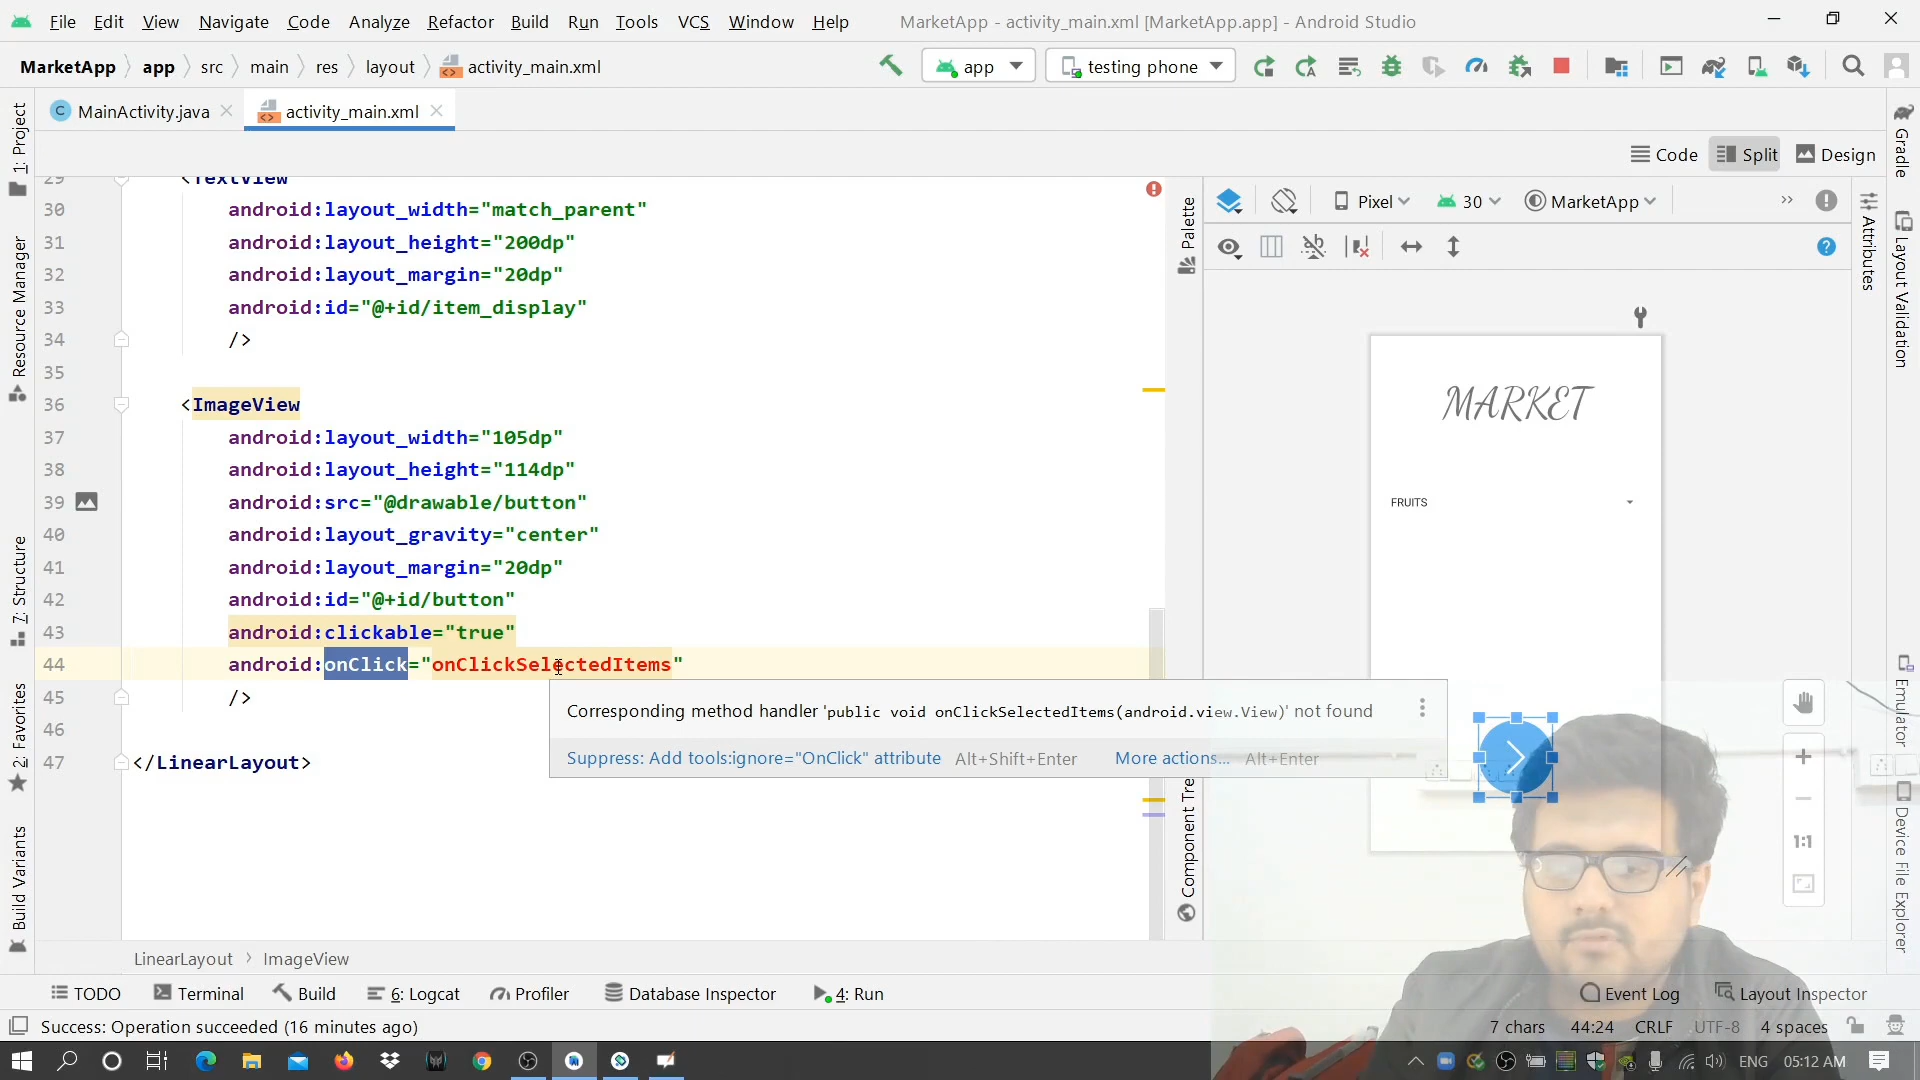 File Edit View Navigate Code Analyze Refactor Build Run Tools VCS Window Help MarketApp - activity_main.xml [MarketApp.app] - Android Studio
MarketApp app src main res layout activity_main.xml app testing phone
MainActivity.java activity_main.xml
Code Split Design
29 <TextView
30 android:layout_width="match_parent"
31 android:layout_height="200dp"
32 android:layout_margin="20dp"
33 android:id="@+id/item_display"
34 />
35
36 <ImageView
37 android:layout_width="105dp"
38 android:layout_height="114dp"
39 android:src="@drawable/button"
40 android:layout_gravity="center"
41 android:layout_margin="20dp"
42 android:id="@+id/button"
43 android:clickable="true"
44 android:onClick="onClickSelectedItems"
45 />
46
47 </LinearLayout>
Corresponding method handler 'public void onClickSelectedItems(android.view.View)' not found
Suppress: Add tools:ignore="OnClick" attribute Alt+Shift+Enter More actions... Alt+Enter
Pixel 30 MarketApp
MARKET
FRUITS
1:1
1: Project
Resource Manager
7: Structure
2: Favorites
Build Variants
Palette
Component Tre
Attributes
Gradle
Layout Validation
Emulator
Device File Explorer
LinearLayout ImageView
TODO Terminal Build 6: Logcat Profiler Database Inspector 4: Run Event Log Layout Inspector
Success: Operation succeeded (16 minutes ago) 7 chars 44:24 CRLF UTF-8 4 spaces
ENG 05:12 AM